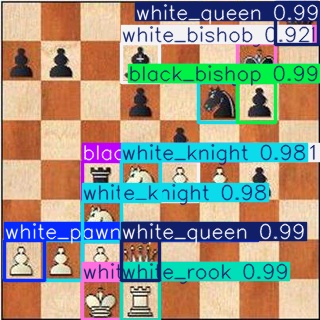 white_queen 0.99
white_bishob 0.92
black_bishop 0.99
blac
white_knight 0.98
white_knight 0.98
white_pawn
white_queen 0.99
whit
white_rook 0.99